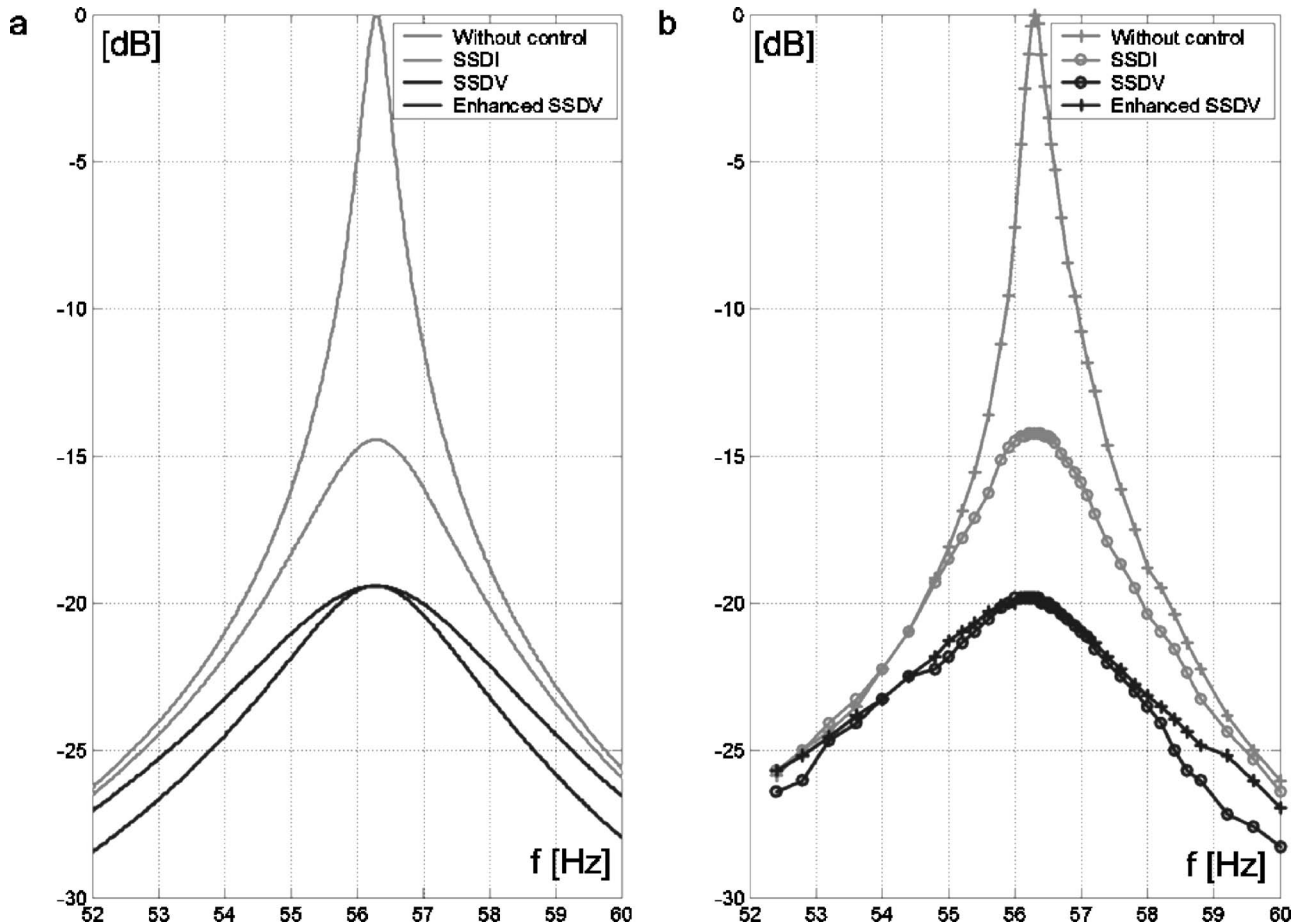 a
[dB]
Without control
SSDI
SSDV
Enhanced SSDV
0
-5
-10
-15
-20
-25
-30
52 53 54 55 56 57 58 59 60
f [Hz]
b
[dB]
Without control
SSDI
SSDV
Enhanced SSDV
0
-5
-10
-15
-20
-25
-30
52 53 54 55 56 57 58 59 60
f [Hz]